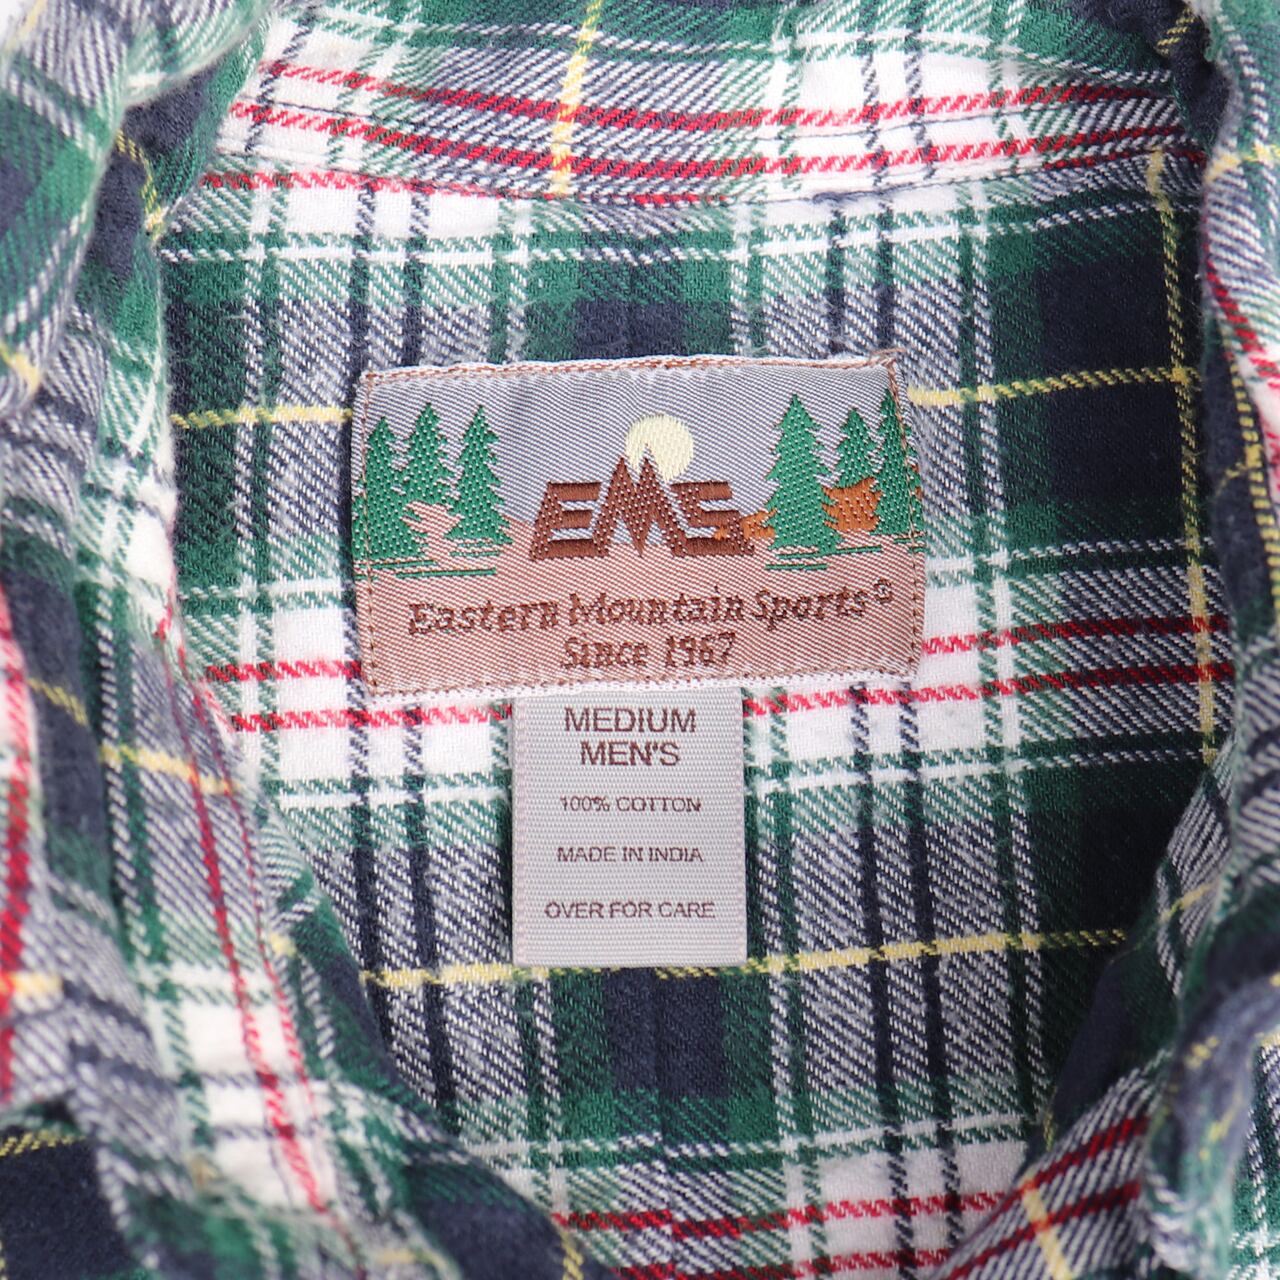 EMS
Eastern Mountain Sports®
Since 1967
MEDIUM
MEN'S
100% COTTON
MADE IN INDIA
OVER FOR CARE